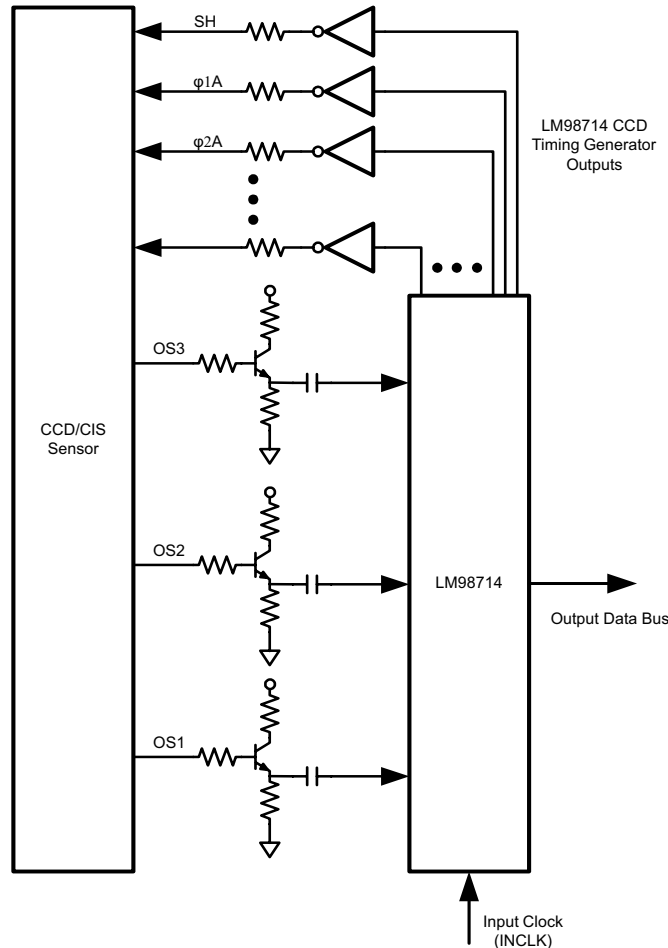 SH
φ1A
φ2A
LM98714 CCD
Timing Generator
Outputs
OS3
CCD/CIS
Sensor
OS2
LM98714
Output Data Bus
OS1
Input Clock
(INCLK)